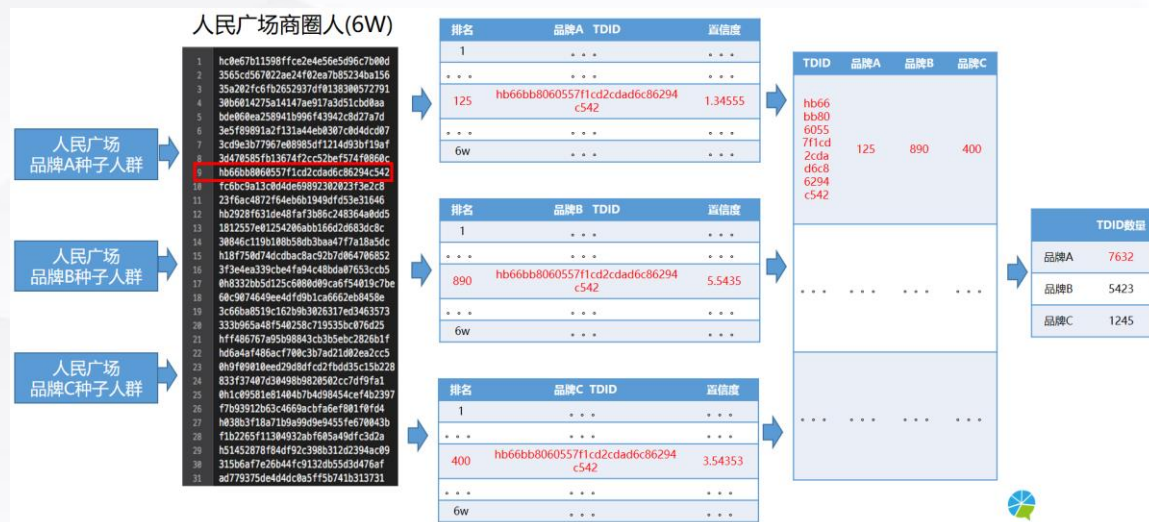 人民广场商圈人(6W)
人民广场
品牌A种子人群
人民广场
品牌B种子人群
人民广场
品牌C种子人群
1 hc0e67b11598ffce2e4e56e5d96c7b00d
2 3565cd567022ae24f02ea7b85234ba156
3 35a202fc6fb2652937df0138300572791
4 30b6014275a14147ae917a3d51cbd0aa
5 bde060ea258941b996f43942c8d27a7d
6 3e5f89891a2f131a44eb0307c0d4dcd07
7 3cd9e3b77967e08985df1214d93bf19af
8 3d470585fb13674f2cc52bef574f0860c
9 hb66bb8060557f1cd2cdad6c86294c542
10 fc6bc9a13c0d4de69892302023f3e2c8
11 23f6ac4872f64eb6b1949dfd53e31646
12 hb2928f631de48faf3b86c248364a0dd5
13 1812557e01254206abb166d2d683dc8c
14 30846c119b108b58db3baa47f7a18a5dc
15 h18f750d74dcdbac8ac92b7d064706852
16 3f3e4ea339cbe4fa94c48bda07653ccb5
17 0h8332bb5d125c6080d09ca6f54019c7be
18 60c9074649ee4dfd9b1ca6662eb8458e
19 3c66ba8519c162b9b3026317ed3463573
20 333b965a48f540258c719535bc076d25
21 hff486767a95b98843cb3b5ebc2826b1f
22 hd6a4af486acf700c3b7ad21d02ea2cc5
23 0h9f09010eed29d8dfcd2fbdd35c15b228
24 833f37407d30498b9820502cc7df9fa1
25 0h1c09581e81404b7b4d98454cef4b2397
26 f7b93912b63c4669acbfa6ef801f0fd4
27 h038b3f18a71b9a99d9e9455fe670043b
28 f1b2265f11304932abf605a49dfc3d2a
29 h51452878f84df92c398b312d2394ac09
30 315b6af7e26b44fc9132db55d3d476af
31 ad779375de4d4dc0a5ff5b741b313731
排名 品牌A TDID 置信度
1 。。。 。。。
。。。 。。。 。。。
125 hb66bb8060557f1cd2cdad6c86294 1.34555
c542
。。。 。。。 。。。
6w 。。。 。。。
排名 品牌B TDID 置信度
1 。。。 。。。
。。。 。。。 。。。
890 hb66bb8060557f1cd2cdad6c86294 5.5435
c542
。。。 。。。 。。。
6w 。。。 。。。
排名 品牌C TDID 置信度
1 。。。 。。。
。。。 。。。 。。。
400 hb66bb8060557f1cd2cdad6c86294 3.54353
c542
。。。 。。。 。。。
6w 。。。 。。。
TDID 品牌A 品牌B 品牌C
hb66
bb80
6055
7f1cd
2cda
d6c8
6294
c542
125 890 400
。。。 。。。 。。。 。。。
。。。 。。。 。。。 。。。
TDID数量
品牌A 7632
品牌B 5423
品牌C 1245